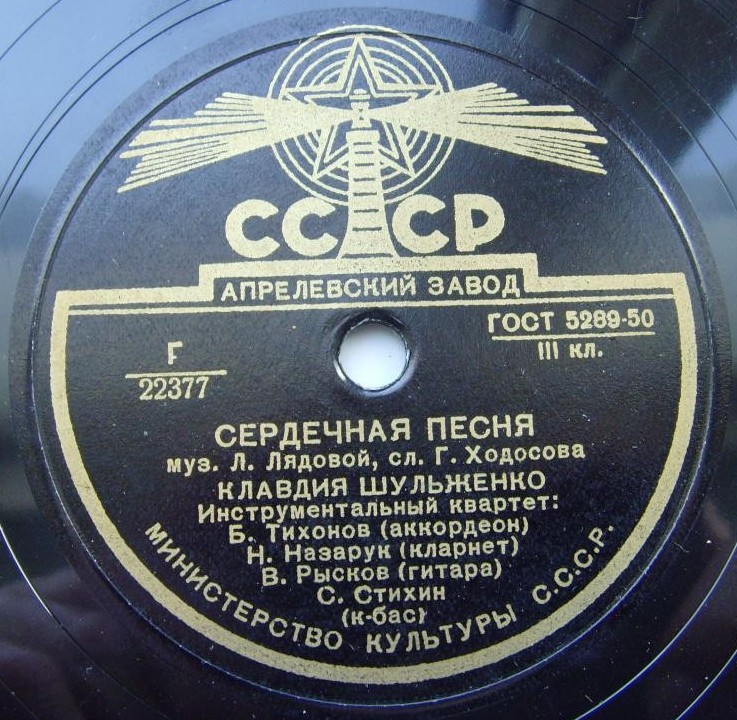 СССР
АПРЕЛЕВСКИЙ ЗАВОД
ГОСТ 5289-50
III кл.
Г
22377
СЕРДЕЧНАЯ ПЕСНЯ
муз. Л. Лядовой, сл. Г. Ходосова
КЛАВДИЯ ШУЛЬЖЕНКО
Инструментальный квартет:
Б. Тихонов (аккордеон)
Н. Назарук (кларнет)
В. Рысков (гитара)
С. Стихин
(к-бас)
МИНИСТЕРСТВО КУЛЬТУРЫ С.С.С.Р.